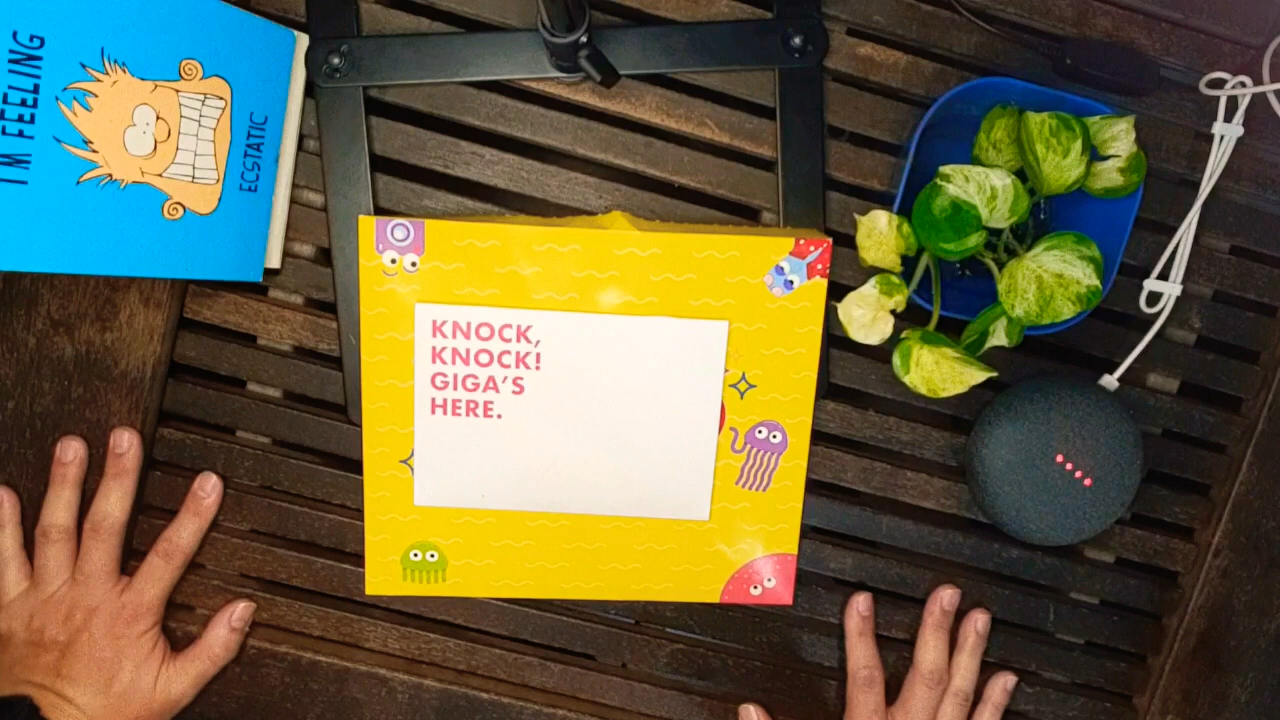 I'M FEELING
ECSTATIC
KNOCK,
KNOCK!
GIGA'S
HERE.